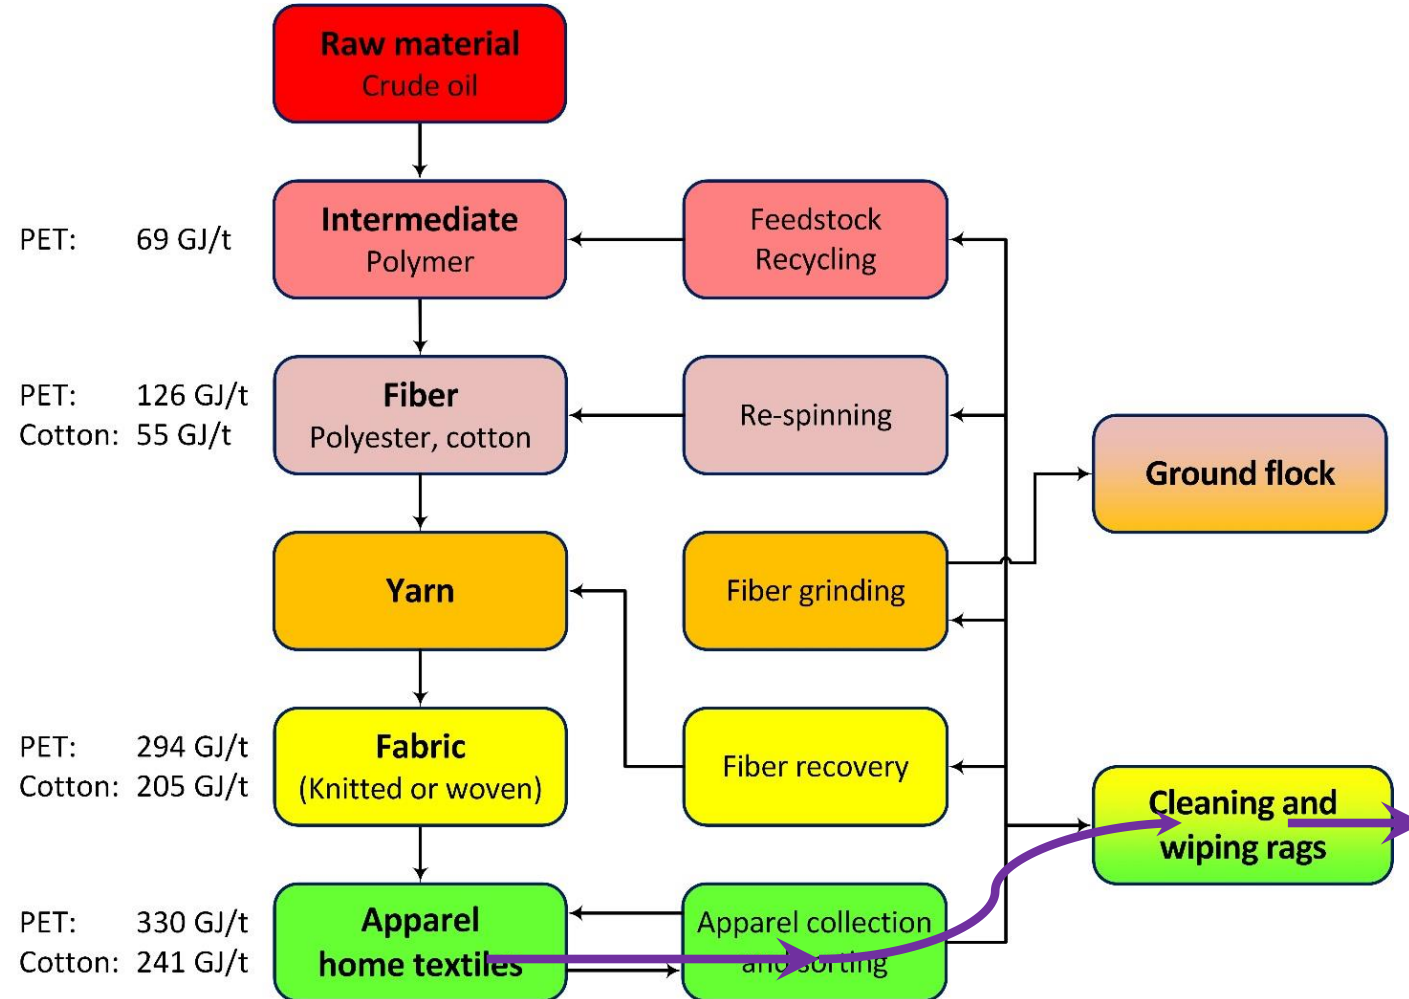 Raw material
Crude oil
PET: 69 GJ/t
Intermediate
Polymer
Feedstock
Recycling
PET: 126 GJ/t
Cotton: 55 GJ/t
Fiber
Polyester, cotton
Re-spinning
Ground flock
Yarn
Fiber grinding
PET: 294 GJ/t
Cotton: 205 GJ/t
Fabric
(Knitted or woven)
Fiber recovery
Cleaning and
wiping rags
PET: 330 GJ/t
Cotton: 241 GJ/t
Apparel
home textiles
Apparel collection
and sorting